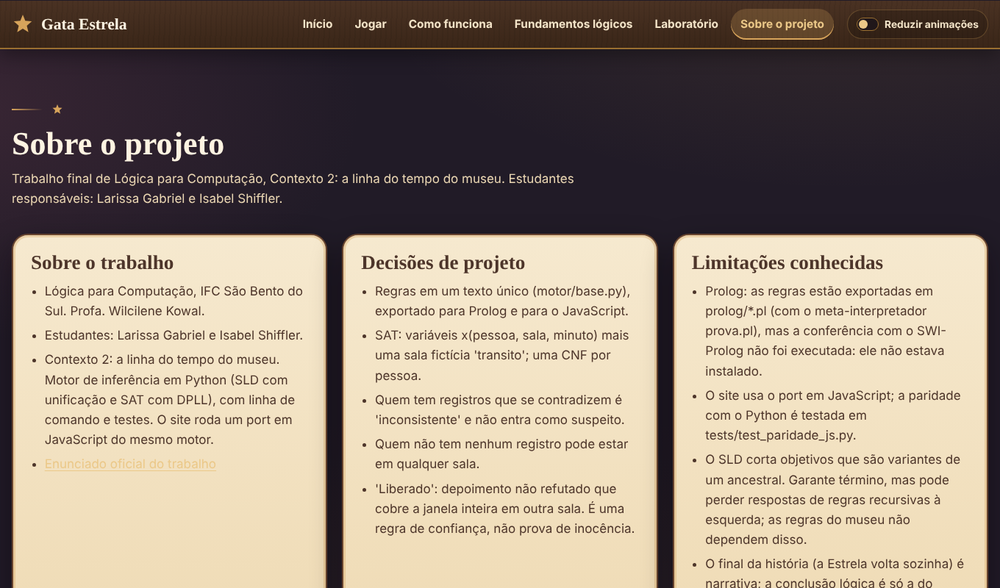 Gata Estrela
Início
Jogar
Como funciona
Fundamentos lógicos
Laboratório
Sobre o projeto
Reduzir animações
Sobre o projeto
Trabalho final de Lógica para Computação, Contexto 2: a linha do tempo do museu. Estudantes
responsáveis: Larissa Gabriel e Isabel Shiffler.
Sobre o trabalho
• Lógica para Computação, IFC São Bento do
Sul. Profa. Wilcilene Kowal.
• Estudantes: Larissa Gabriel e Isabel Shiffler.
• Contexto 2: a linha do tempo do museu.
Motor de inferência em Python (SLD com
unificação e SAT com DPLL), com linha de
comando e testes. O site roda um port em
JavaScript do mesmo motor.
• Enunciado oficial do trabalho
Decisões de projeto
• Regras em um texto único (motor/base.py),
exportado para Prolog e para o JavaScript.
• SAT: variáveis x(pessoa, sala, minuto) mais
uma sala fictícia 'transito'; uma CNF por
pessoa.
• Quem tem registros que se contradizem é
'inconsistente' e não entra como suspeito.
• Quem não tem nenhum registro pode estar
em qualquer sala.
• 'Liberado': depoimento não refutado que
cobre a janela inteira em outra sala. É uma
regra de confiança, não prova de inocência.
Limitações conhecidas
• Prolog: as regras estão exportadas em
prolog/*.pl (com o meta-interpretador
prova.pl), mas a conferência com o SWI-
Prolog não foi executada: ele não estava
instalado.
• O site usa o port em JavaScript; a paridade
com o Python é testada em
tests/test_paridade_js.py.
• O SLD corta objetivos que são variantes de
um ancestral. Garante término, mas pode
perder respostas de regras recursivas à
esquerda; as regras do museu não
dependem disso.
• O final da história (a Estrela volta sozinha) é
narrativa; a conclusão lógica é só a do